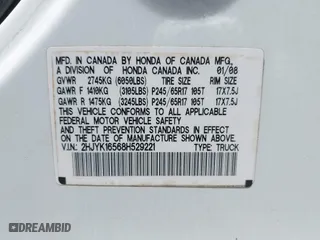 MFD. IN CANADA BY HONDA OF CANADA MFG.,
A DIVISION OF HONDA CANADA INC. 01/08
GVWR 2745KG (6050LBS) TIRE SIZE RIM SIZE
GAWR F 1410KG (3105LBS) P245/65R17 105T 17X7.5J
GAWR R 1475KG (3245LBS) P245/65R17 105T 17X7.5J
THIS VEHICLE CONFORMS TO ALL APPLICABLE
FEDERAL MOTOR VEHICLE SAFETY AND THEFT
PREVENTION STANDARDS IN EFFECT ON THE DATE
OF MANUFACTURE SHOWN ABOVE.
V.I.N: 2HJYK16568H529221 TYPE: TRUCK
DREAMBID.COM
DREAMBID.COM